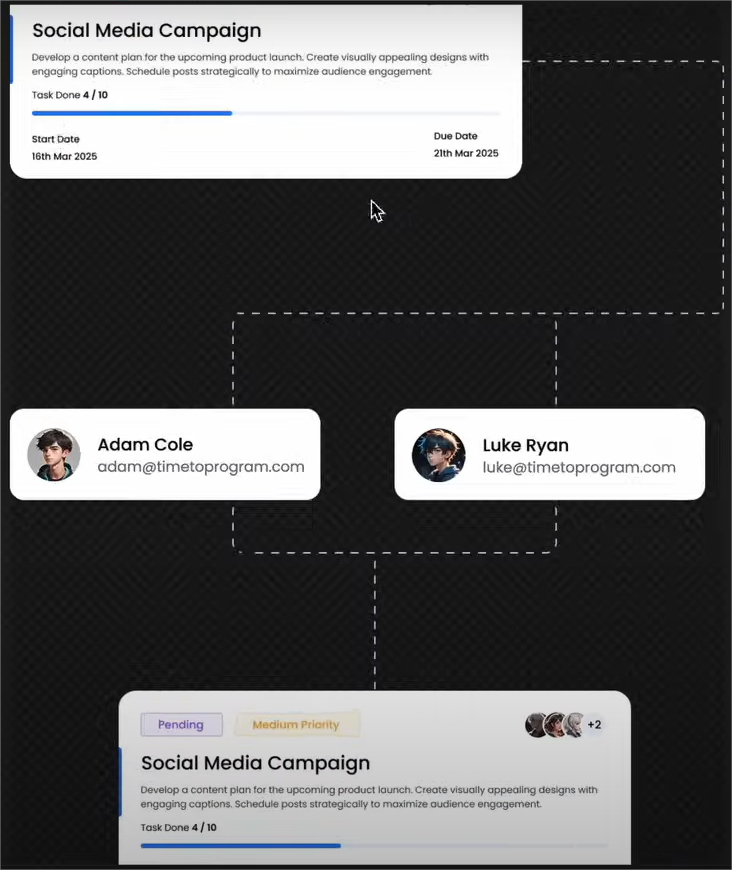 Social Media Campaign
Develop a content plan for the upcoming product launch. Create visually appealing designs with
engaging captions. Schedule posts strategically to maximize audience engagement.
Task Done 4 / 10
Start Date
16th Mar 2025
Due Date
21th Mar 2025
Adam Cole
adam@timetoprogram.com
Luke Ryan
luke@timetoprogram.com
Pending
Medium Priority
+2
Social Media Campaign
Develop a content plan for the upcoming product launch. Create visually appealing designs with
engaging captions. Schedule posts strategically to maximize audience engagement.
Task Done 4 / 10